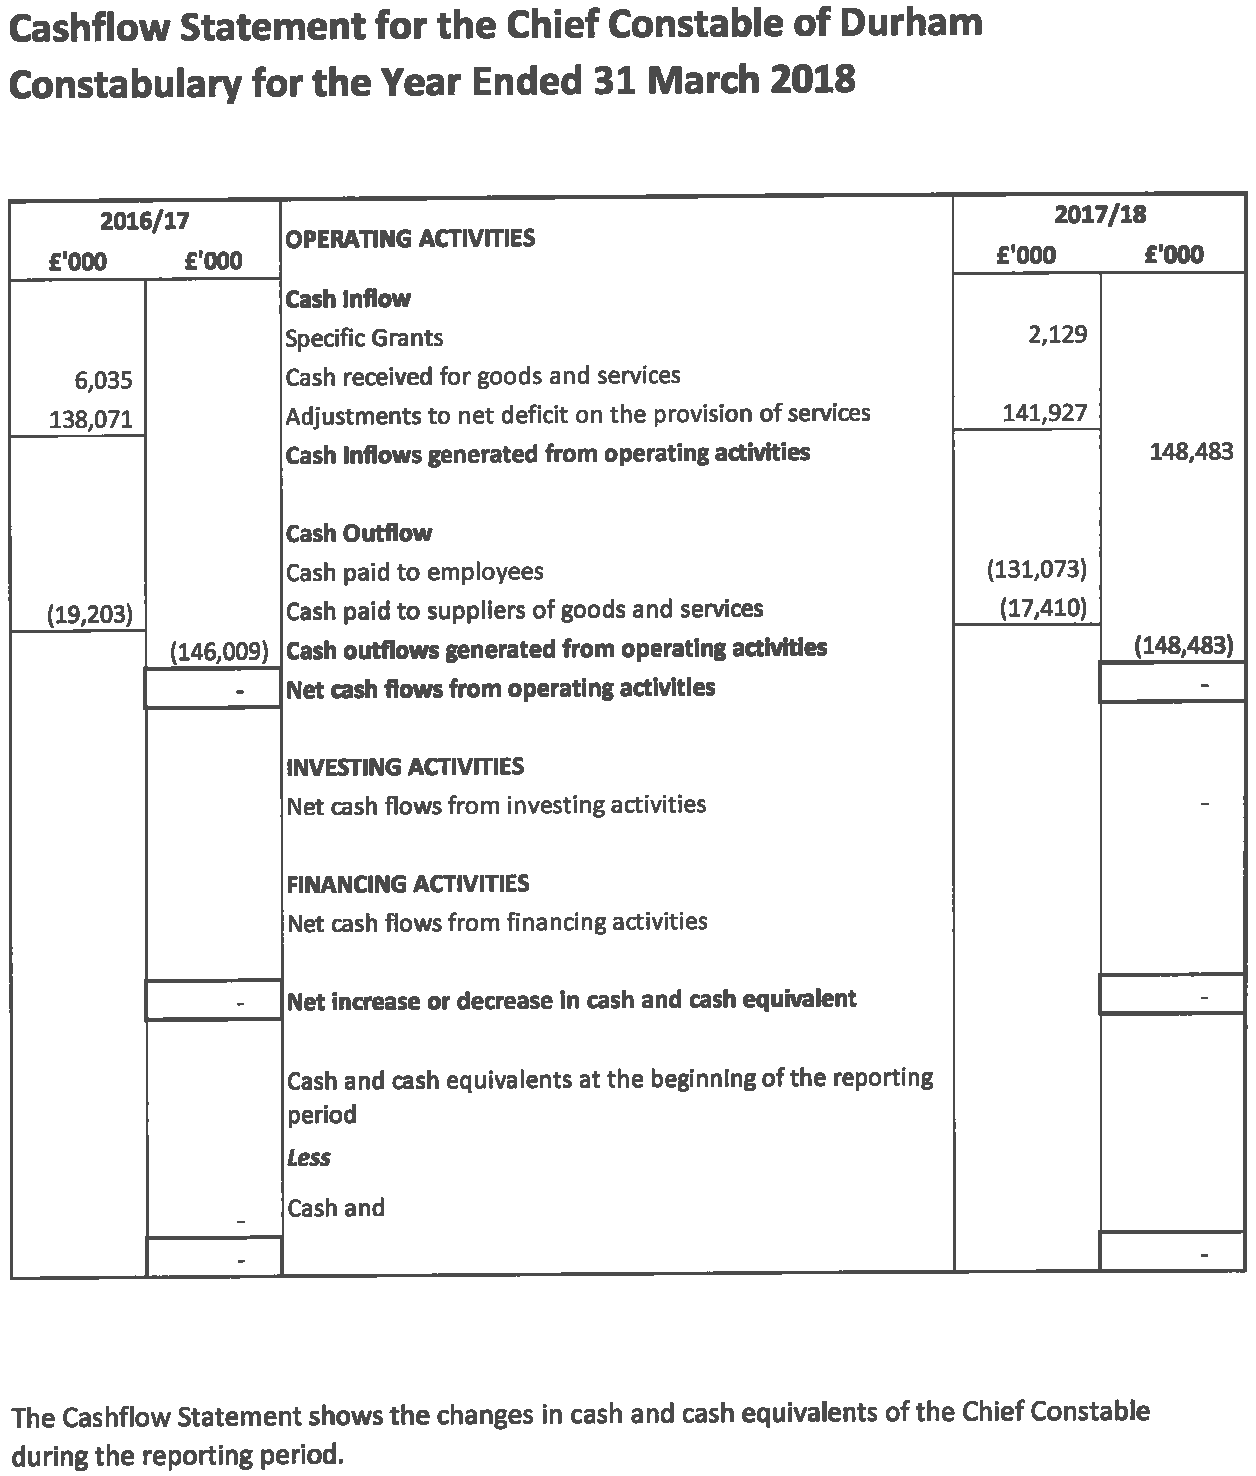 Cashflow Statement for the Chief Constable of Durham
Constabulary for the Year Ended 31 March 2018
2016/17 2017/18
£'000 £'000 OPERATING ACTIVITIES £'000 £'000
Cash Inflow
Specific Grants 2,129
6,035 Cash received for goods and services
138,071 Adjustments to net deficit on the provision of services 141,927
Cash Inflows generated from operating activities 148,483
Cash Outflow
Cash paid to employees (131,073)
(19,203) Cash paid to suppliers of goods and services (17,410)
(146,009) Cash outflows generated from operating activities (148,483)
- Net cash flows from operating activities -
INVESTING ACTIVITIES
Net cash flows from investing activities -
FINANCING ACTIVITIES
Net cash flows from financing activities
- Net increase or decrease in cash and cash equivalent -
Cash and cash equivalents at the beginning of the reporting
period
Less
- Cash and
- -
The Cashflow Statement shows the changes in cash and cash equivalents of the Chief Constable
during the reporting period.